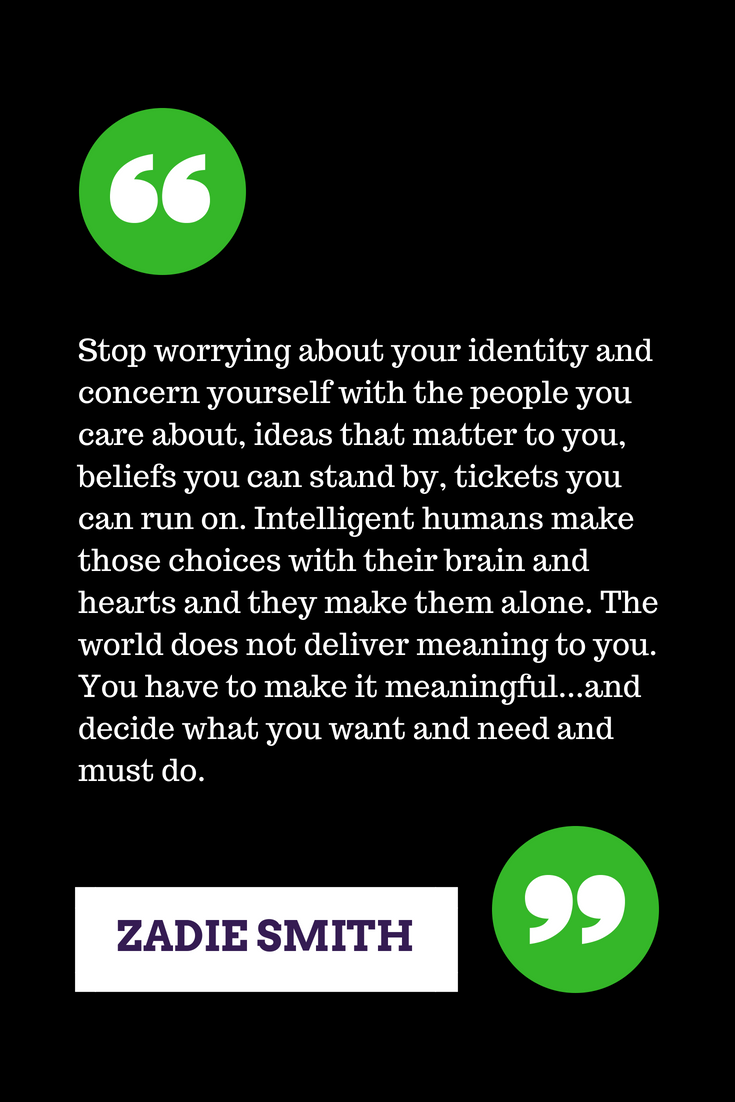 “
Stop worrying about your identity and
concern yourself with the people you
care about, ideas that matter to you,
beliefs you can stand by, tickets you
can run on. Intelligent humans make
those choices with their brain and
hearts and they make them alone. The
world does not deliver meaning to you.
You have to make it meaningful...and
decide what you want and need and
must do.
ZADIE SMITH
”